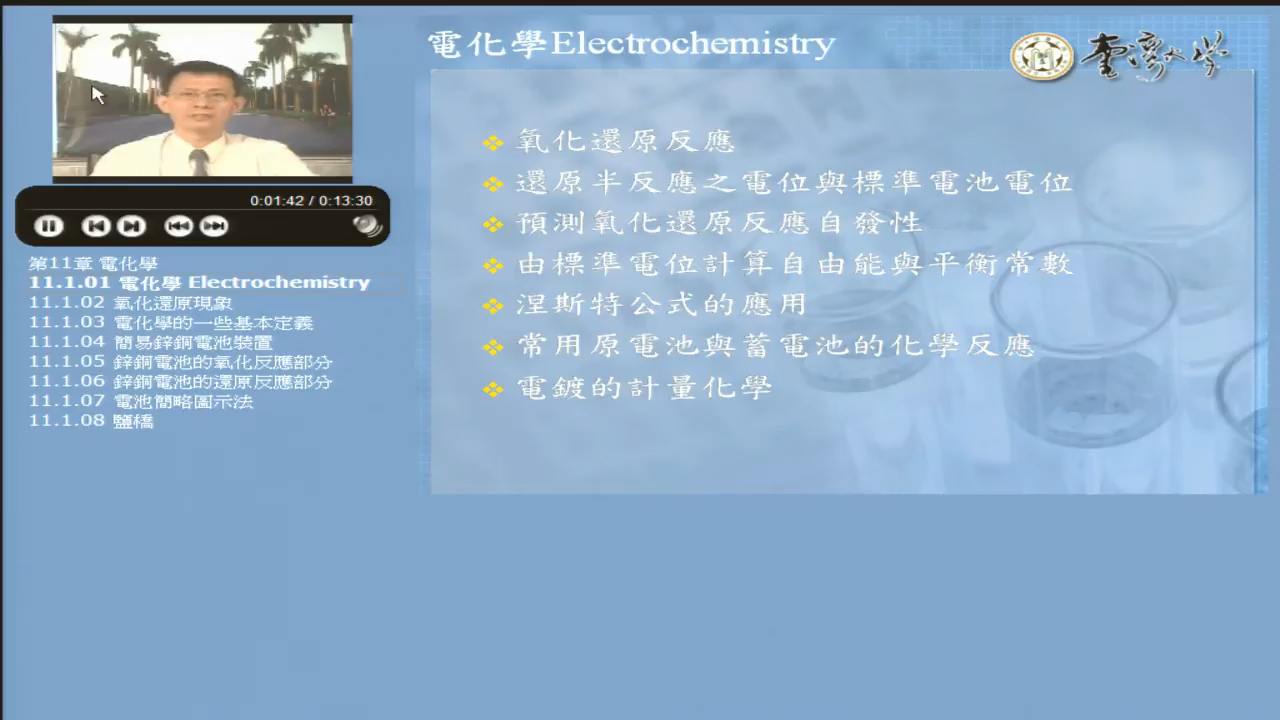 電化學Electrochemistry
臺灣大學
氧化還原反應
還原半反應之電位與標準電池電位
預測氧化還原反應自發性
由標準電位計算自由能與平衡常數
涅斯特公式的應用
常用原電池與蓄電池的化學反應
電鍍的計量化學
0:01:42 / 0:13:30
第11章 電化學
11.1.01 電化學 Electrochemistry
11.1.02 氧化還原現象
11.1.03 電化學的一些基本定義
11.1.04 簡易鋅銅電池裝置
11.1.05 鋅銅電池的氧化反應部分
11.1.06 鋅銅電池的還原反應部分
11.1.07 電池簡略圖示法
11.1.08 鹽橋